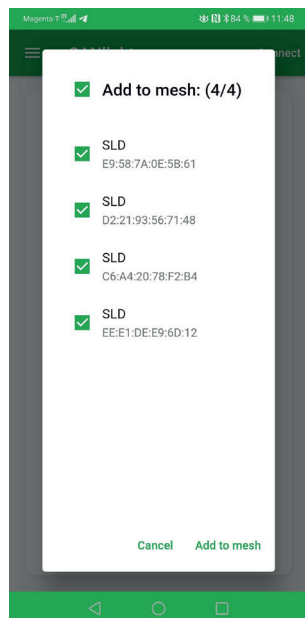 Magenta-T- 84 % 11:48
nnect
Add to mesh: (4/4)
SLD
E9:58:7A:0E:5B:61
SLD
D2:21:93:56:71:48
SLD
C6:A4:20:78:F2:B4
SLD
EE:E1:DE:E9:6D:12
Cancel Add to mesh